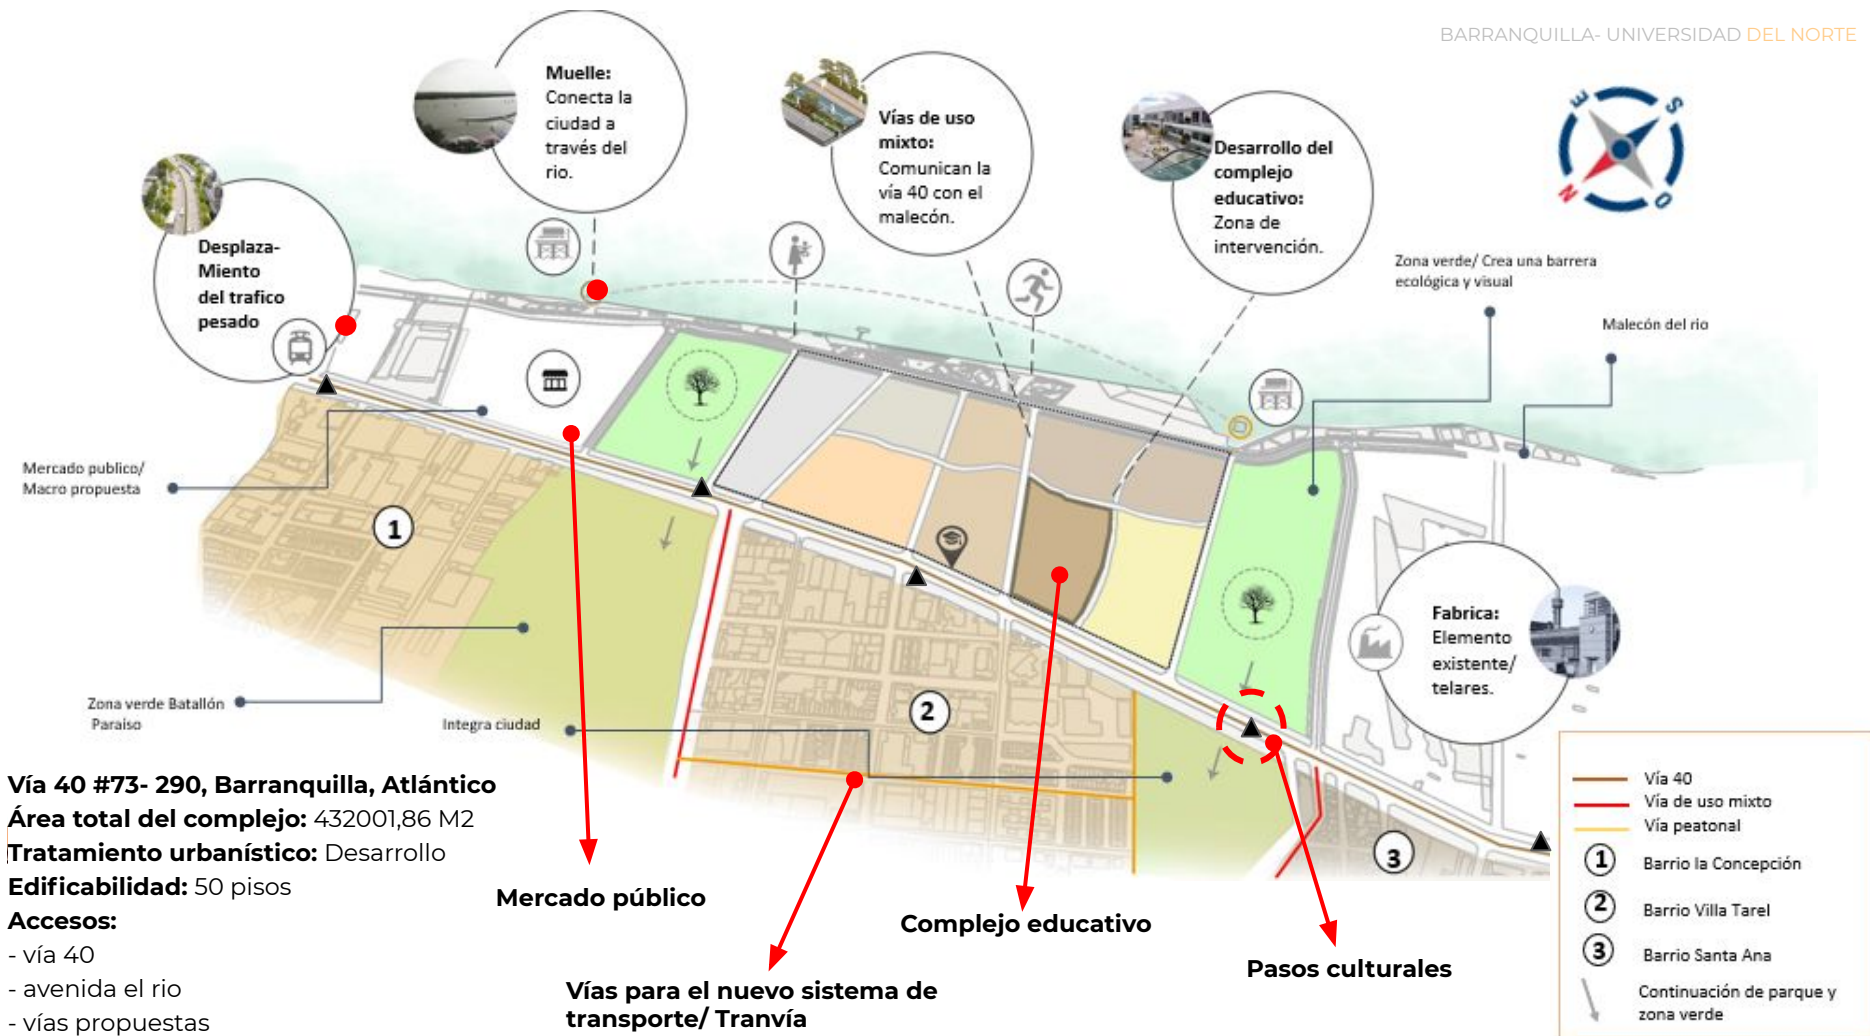 BARRANQUILLA- UNIVERSIDAD DEL NORTE
Muelle:
Conecta la
ciudad a
través del
rio.
Vías de uso
mixto:
Comunican la
vía 40 con el
malecón.
Desarrollo del
complejo
educativo:
Zona de
intervención.
E
S
N
O
Desplaza-
Miento
del trafico
pesado
Zona verde/ Crea una barrera
ecológica y visual
Malecón del rio
Mercado publico/
Macro propuesta
1
Fabrica:
Elemento
existente/
telares.
Zona verde Batallón
Paraiso
Integra ciudad
2
3
Vía 40 #73- 290, Barranquilla, Atlántico
Área total del complejo: 432001,86 M2
Tratamiento urbanístico: Desarrollo
Edificabilidad: 50 pisos
Accesos:
- vía 40
- avenida el rio
- vías propuestas
Mercado público
Vías para el nuevo sistema de
transporte/ Tranvía
Complejo educativo
Pasos culturales
Vía 40
Vía de uso mixto
Vía peatonal
1 Barrio la Concepción
2 Barrio Villa Tarel
3 Barrio Santa Ana
Continuación de parque y
zona verde